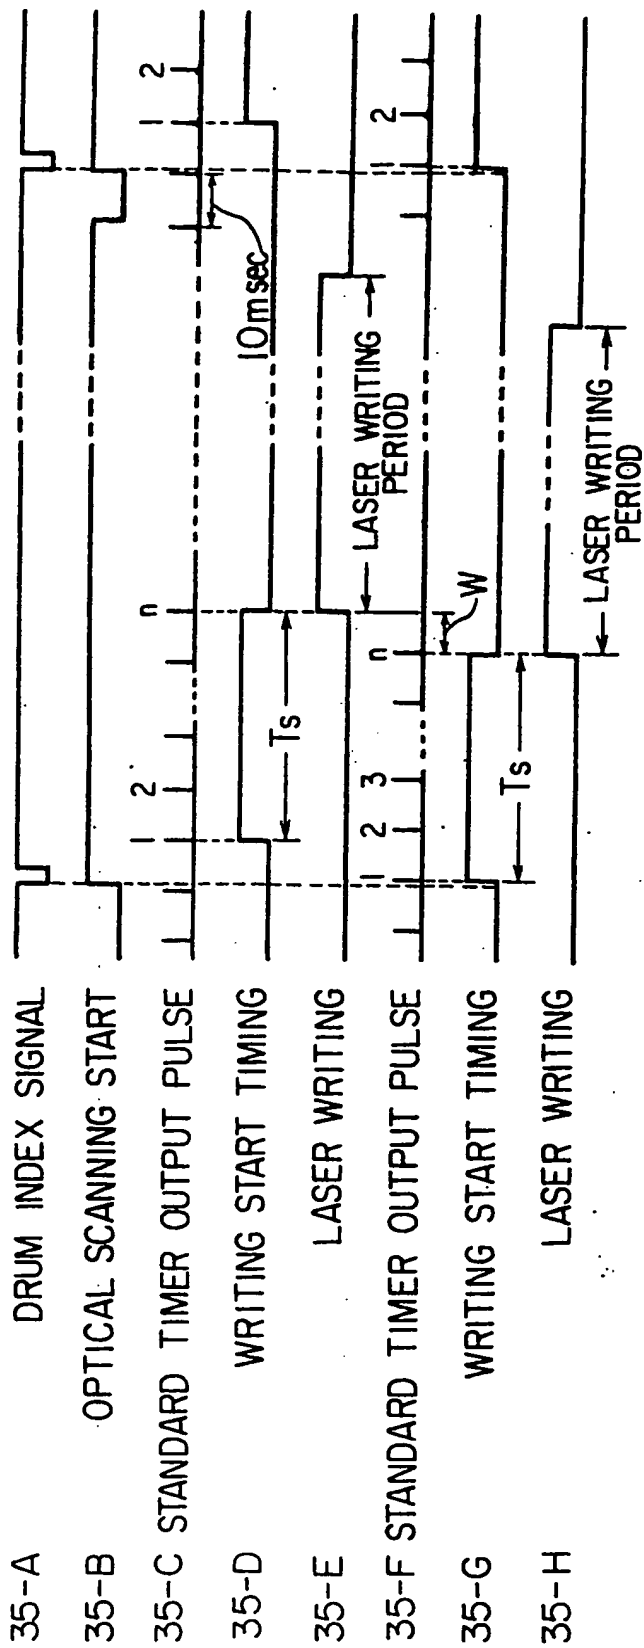 35-A DRUM INDEX SIGNAL
35-B OPTICAL SCANNING START
35-C STANDARD TIMER OUTPUT PULSE
1 2 n 1 2
10msec
35-D WRITING START TIMING
Ts
35-E LASER WRITING
LASER WRITING
PERIOD
35-F STANDARD TIMER OUTPUT PULSE
1 2 3 n 1 2
W
35-G WRITING START TIMING
Ts
35-H LASER WRITING
LASER WRITING
PERIOD